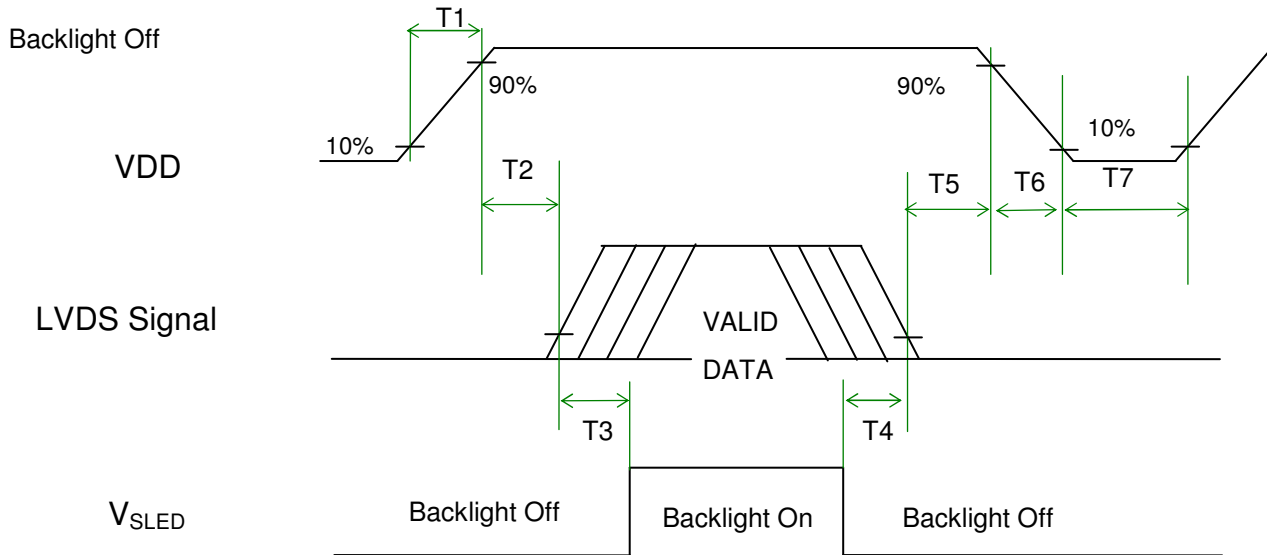 T1
Backlight Off
90%
90%
10%
10%
VDD
T2
T5
T6
T7
LVDS Signal
VALID
DATA
T3
T4
VSLED
Backlight Off
Backlight On
Backlight Off